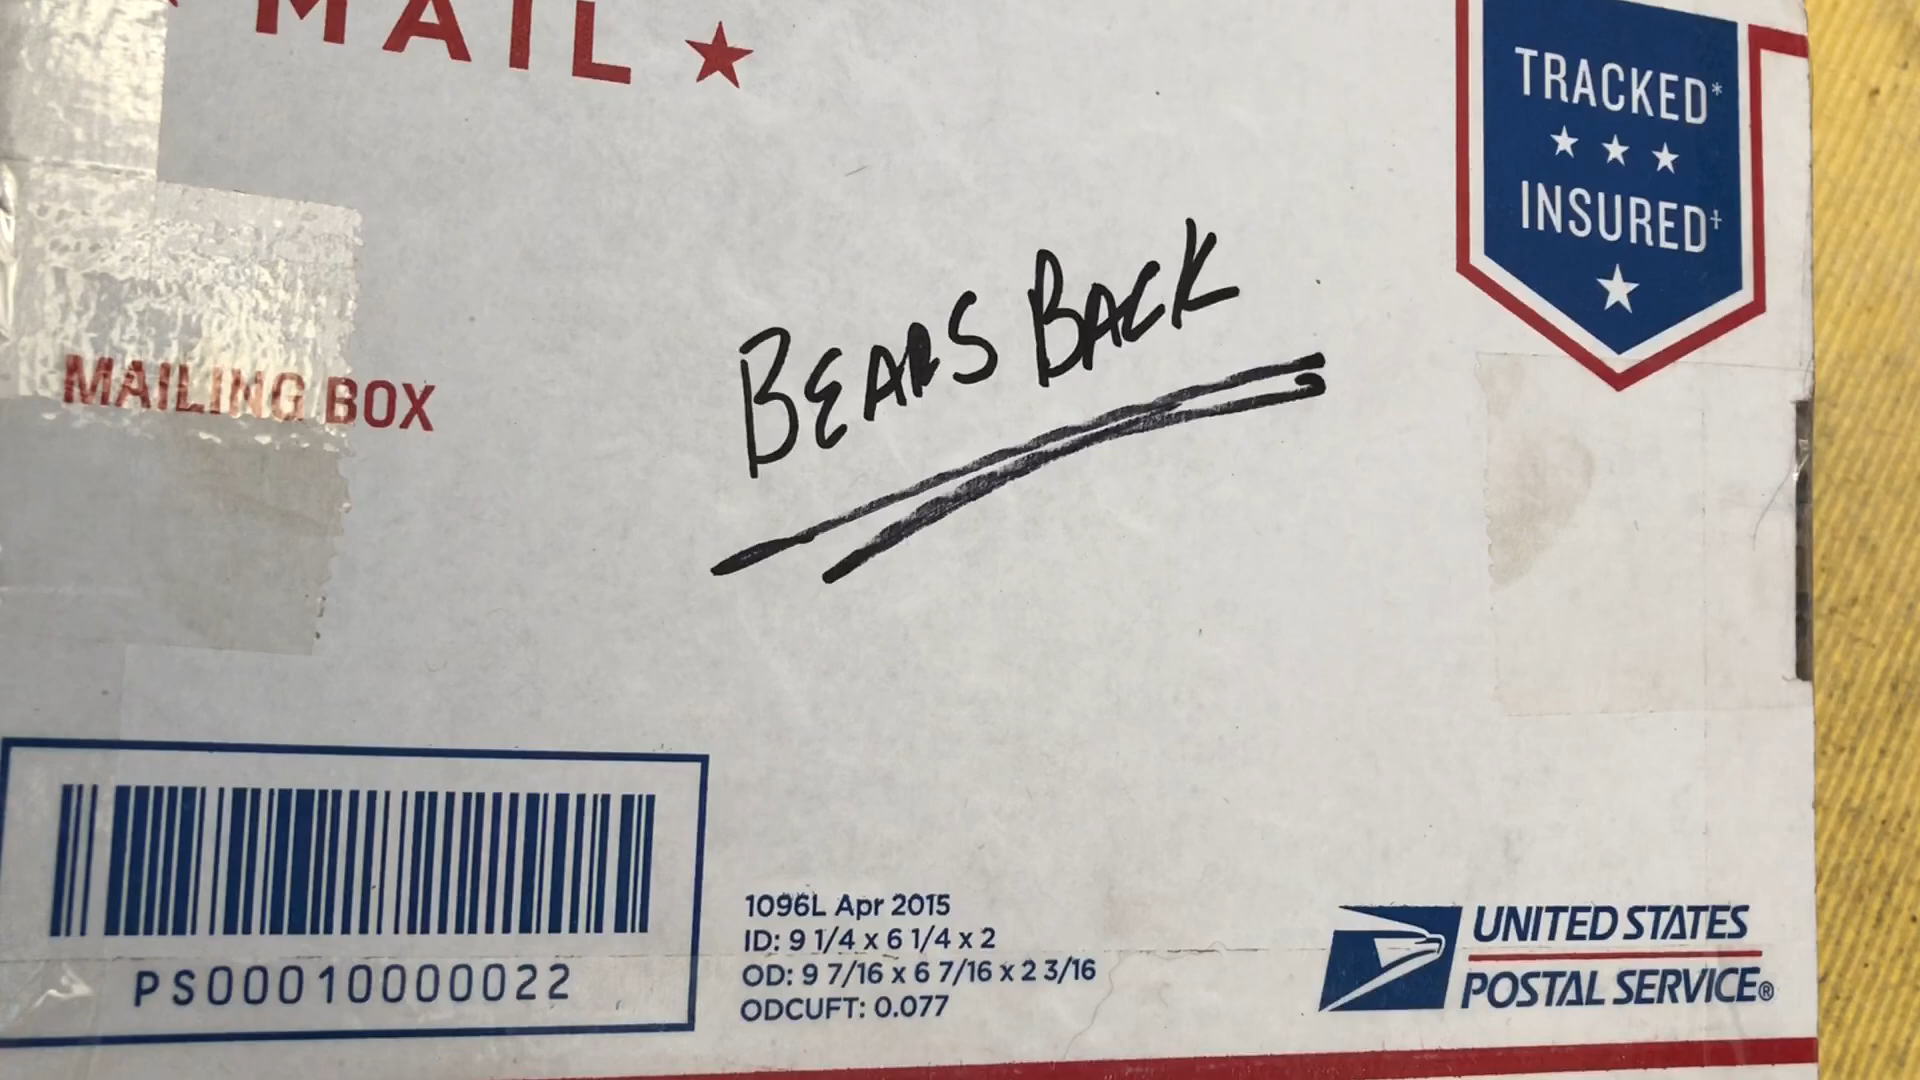 MAIL ★
TRACKED*
★ ★ ★
INSURED†
★
BEARS BACK
MAILING BOX
PS00010000022
1096L Apr 2015
ID: 9 1/4 x 6 1/4 x 2
OD: 9 7/16 x 6 7/16 x 2 3/16
ODCUFT: 0.077
UNITED STATES
POSTAL SERVICE®